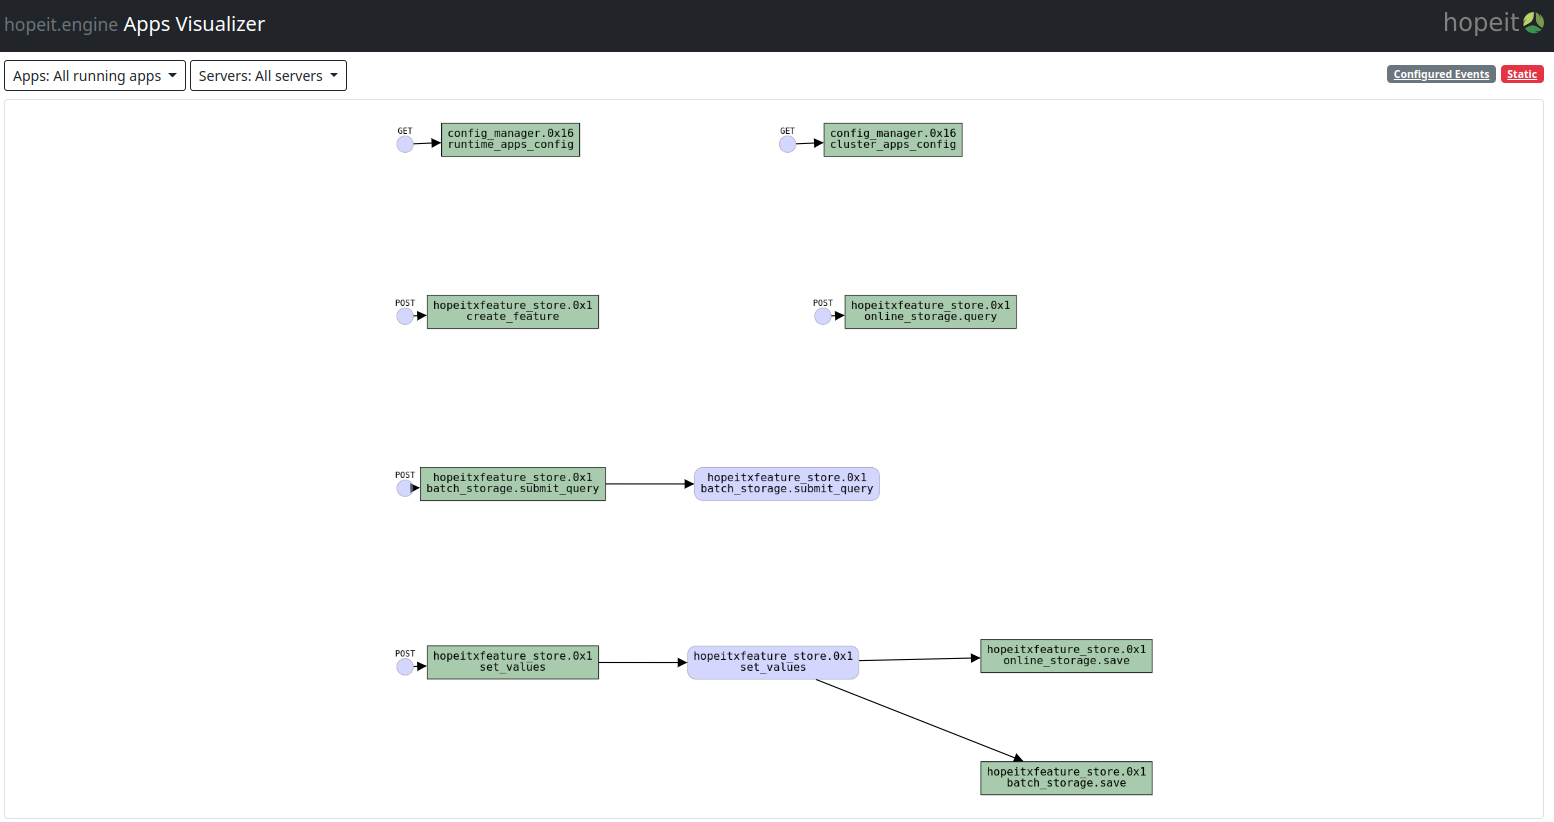 hopeit.engine Apps Visualizer
hopeit
Apps: All running apps
Servers: All servers
Configured Events
Static
GET
config_manager.0x16
runtime_apps_config
GET
config_manager.0x16
cluster_apps_config
POST
hopeitxfeature_store.0x1
create_feature
POST
hopeitxfeature_store.0x1
online_storage.query
POST
hopeitxfeature_store.0x1
batch_storage.submit_query
hopeitxfeature_store.0x1
batch_storage.submit_query
POST
hopeitxfeature_store.0x1
set_values
hopeitxfeature_store.0x1
set_values
hopeitxfeature_store.0x1
online_storage.save
hopeitxfeature_store.0x1
batch_storage.save